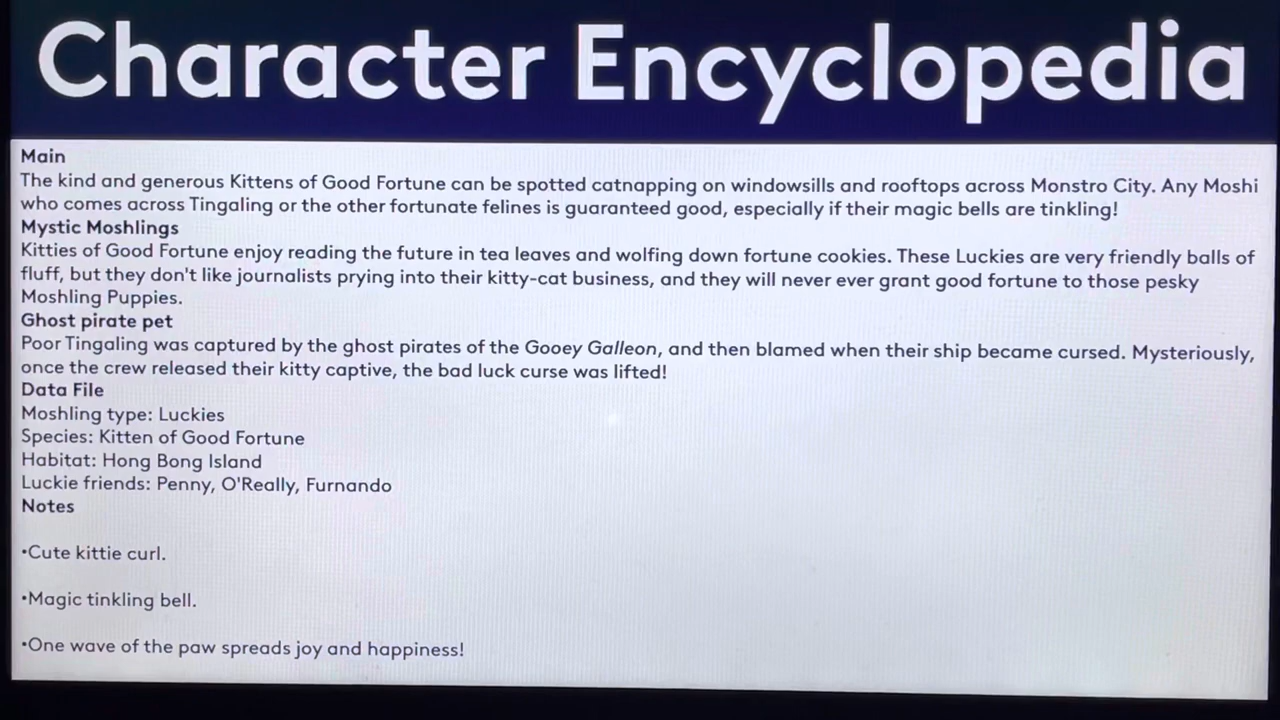 Character Encyclopedia
Main
The kind and generous Kittens of Good Fortune can be spotted catnapping on windowsills and rooftops across Monstro City. Any Moshi
who comes across Tingaling or the other fortunate felines is guaranteed good, especially if their magic bells are tinkling!
Mystic Moshlings
Kitties of Good Fortune enjoy reading the future in tea leaves and wolfing down fortune cookies. These Luckies are very friendly balls of
fluff, but they don't like journalists prying into their kitty-cat business, and they will never ever grant good fortune to those pesky
Moshling Puppies.
Ghost pirate pet
Poor Tingaling was captured by the ghost pirates of the Gooey Galleon, and then blamed when their ship became cursed. Mysteriously,
once the crew released their kitty captive, the bad luck curse was lifted!
Data File
Moshling type: Luckies
Species: Kitten of Good Fortune
Habitat: Hong Bong Island
Luckie friends: Penny, O'Really, Furnando
Notes
•Cute kittie curl.
•Magic tinkling bell.
•One wave of the paw spreads joy and happiness!